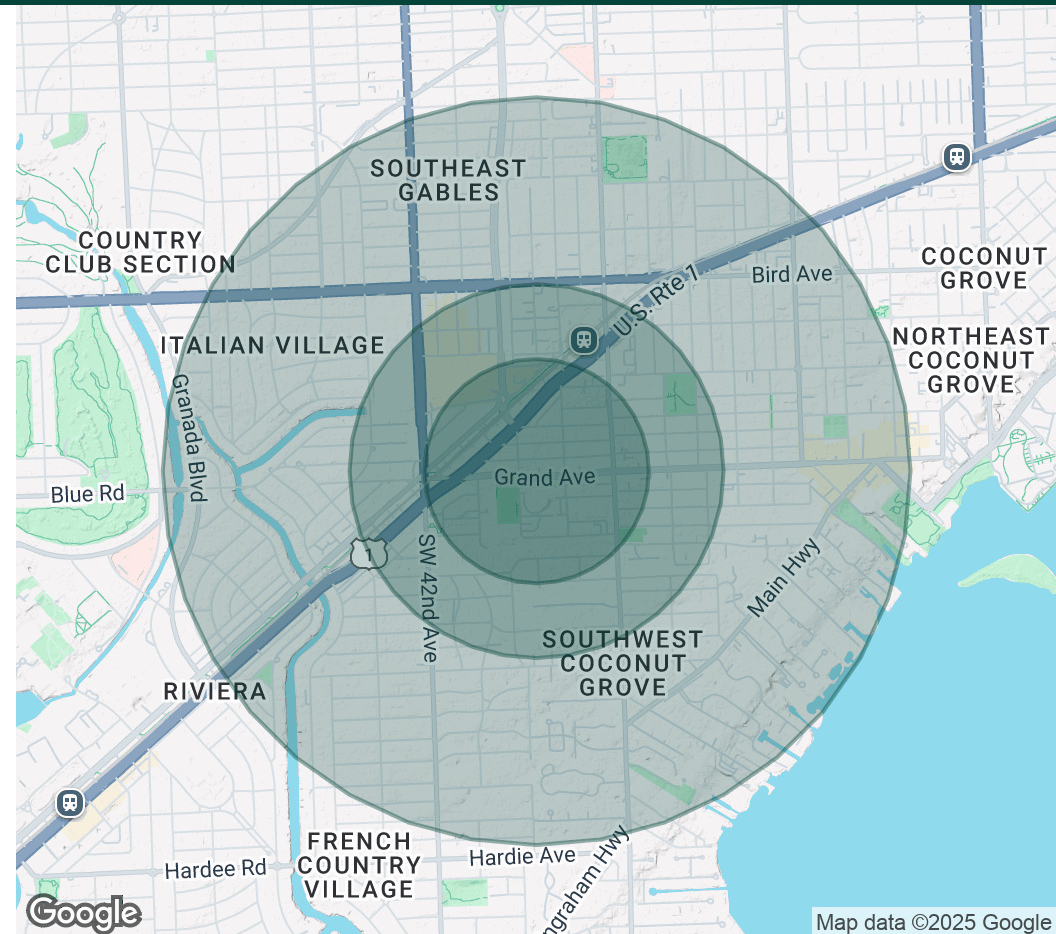 SOUTHEAST
GABLES
COUNTRY
CLUB SECTION
COCONUT
GROVE
Bird Ave
U.S. Rte 1
ITALIAN VILLAGE
NORTHEAST
COCONUT
GROVE
Granada Blvd
Grand Ave
Blue Rd
1
SW 42nd Ave
Main Hwy
SOUTHWEST
COCONUT
GROVE
RIVIERA
FRENCH
COUNTRY
VILLAGE
Hardee Rd
Hardie Ave
ngraham Hwy
Google
Map data ©2025 Google